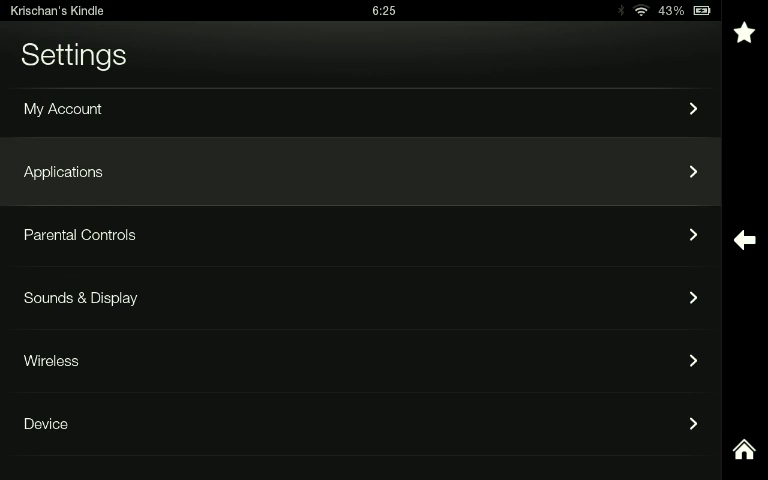 Krischan's Kindle 6:25 43%
Settings
My Account
Applications
Parental Controls
Sounds & Display
Wireless
Device